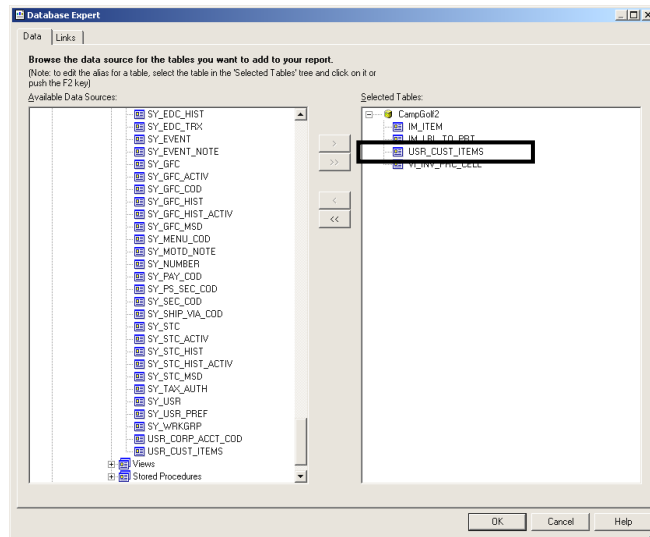 Database Expert
Data
Links
Browse the data source for the tables you want to add to your report.
(Note: to edit the alias for a table, select the table in the 'Selected Tables' tree and click on it or
push the F2 key)
Available Data Sources:
SY_EDC_HIST
SY_EDC_TRX
SY_EVENT
SY_EVENT_NOTE
SY_GFC
SY_GFC_ACTIV
SY_GFC_COD
SY_GFC_HIST
SY_GFC_HIST_ACTIV
SY_GFC_MSD
SY_MENU_COD
SY_MOTD_NOTE
SY_NUMBER
SY_PAY_COD
SY_PS_SEC_COD
SY_SEC_COD
SY_SHIP_VIA_COD
SY_STC
SY_STC_ACTIV
SY_STC_HIST
SY_STC_HIST_ACTIV
SY_STC_MSD
SY_TAX_AUTH
SY_USR
SY_USR_PREF
SY_WRKGRP
USR_CORP_ACCT_COD
USR_CUST_ITEMS
Views
Stored Procedures
>
>>
<
<<
Selected Tables:
CampGolf2
IM_ITEM
IM_LBL_TO_PRT
USR_CUST_ITEMS
VI_INV_PRC_CELL
OK
Cancel
Help